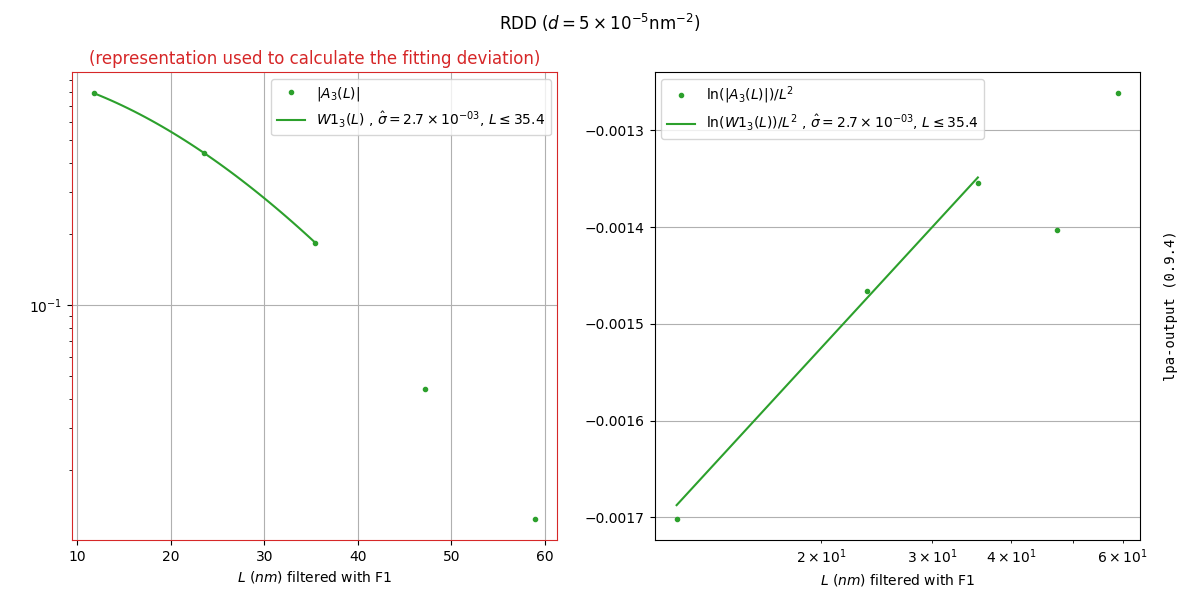 RDD (d = 5 × 10⁻⁵nm⁻²)
(representation used to calculate the fitting deviation)
|A₃(L)|
W1₃(L) , σ̂ = 2.7 × 10⁻⁰³, L ≤ 35.4
10⁻¹
10 20 30 40 50 60
L (nm) filtered with F1
ln(|A₃(L)|)/L²
ln(W1₃(L))/L² , σ̂ = 2.7 × 10⁻⁰³, L ≤ 35.4
−0.0013
−0.0014
−0.0015
−0.0016
−0.0017
2 × 10¹ 3 × 10¹ 4 × 10¹ 6 × 10¹
L (nm) filtered with F1
lpa-output (0.9.4)